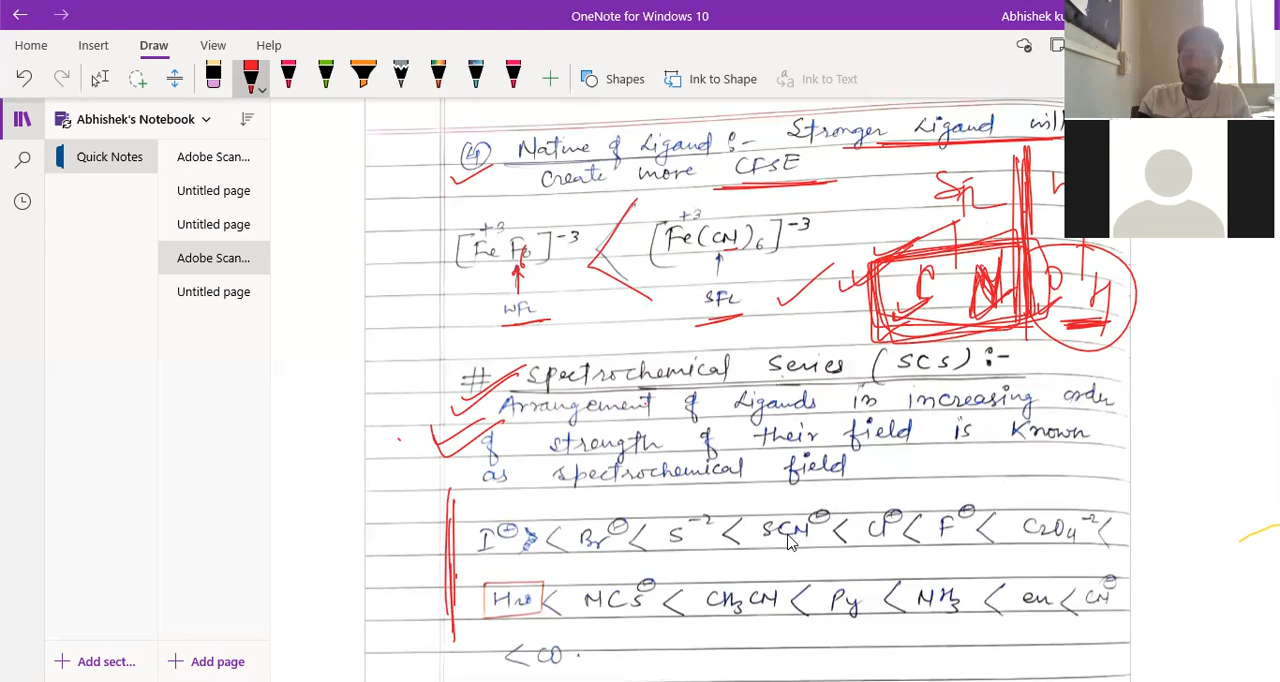 OneNote for Windows 10
Abhishek ku
Home Insert Draw View Help
Shapes Ink to Shape Ink to Text
Abhishek's Notebook
Quick Notes
Adobe Scan...
Untitled page
Untitled page
Adobe Scan...
Untitled page
Add sect...
Add page
④ Nature of Ligand :- Stronger Ligand will
Create more CFSE
[Fe F6]⁻³ < [Fe(CN)6]⁻³
+3 +3
WFL SFL
# Spectrochemical Series (SCS) :-
Arrangement of Ligands in increasing order
of strength of their field is known
as spectrochemical field
I⊖ < Br⊖ < S⁻² < SCN⊖ < Cl⊖ < F⊖ < C2O4⁻² <
H2O < NCS⊖ < CH3CN < Py < NH3 < en < CN⊖
< CO .